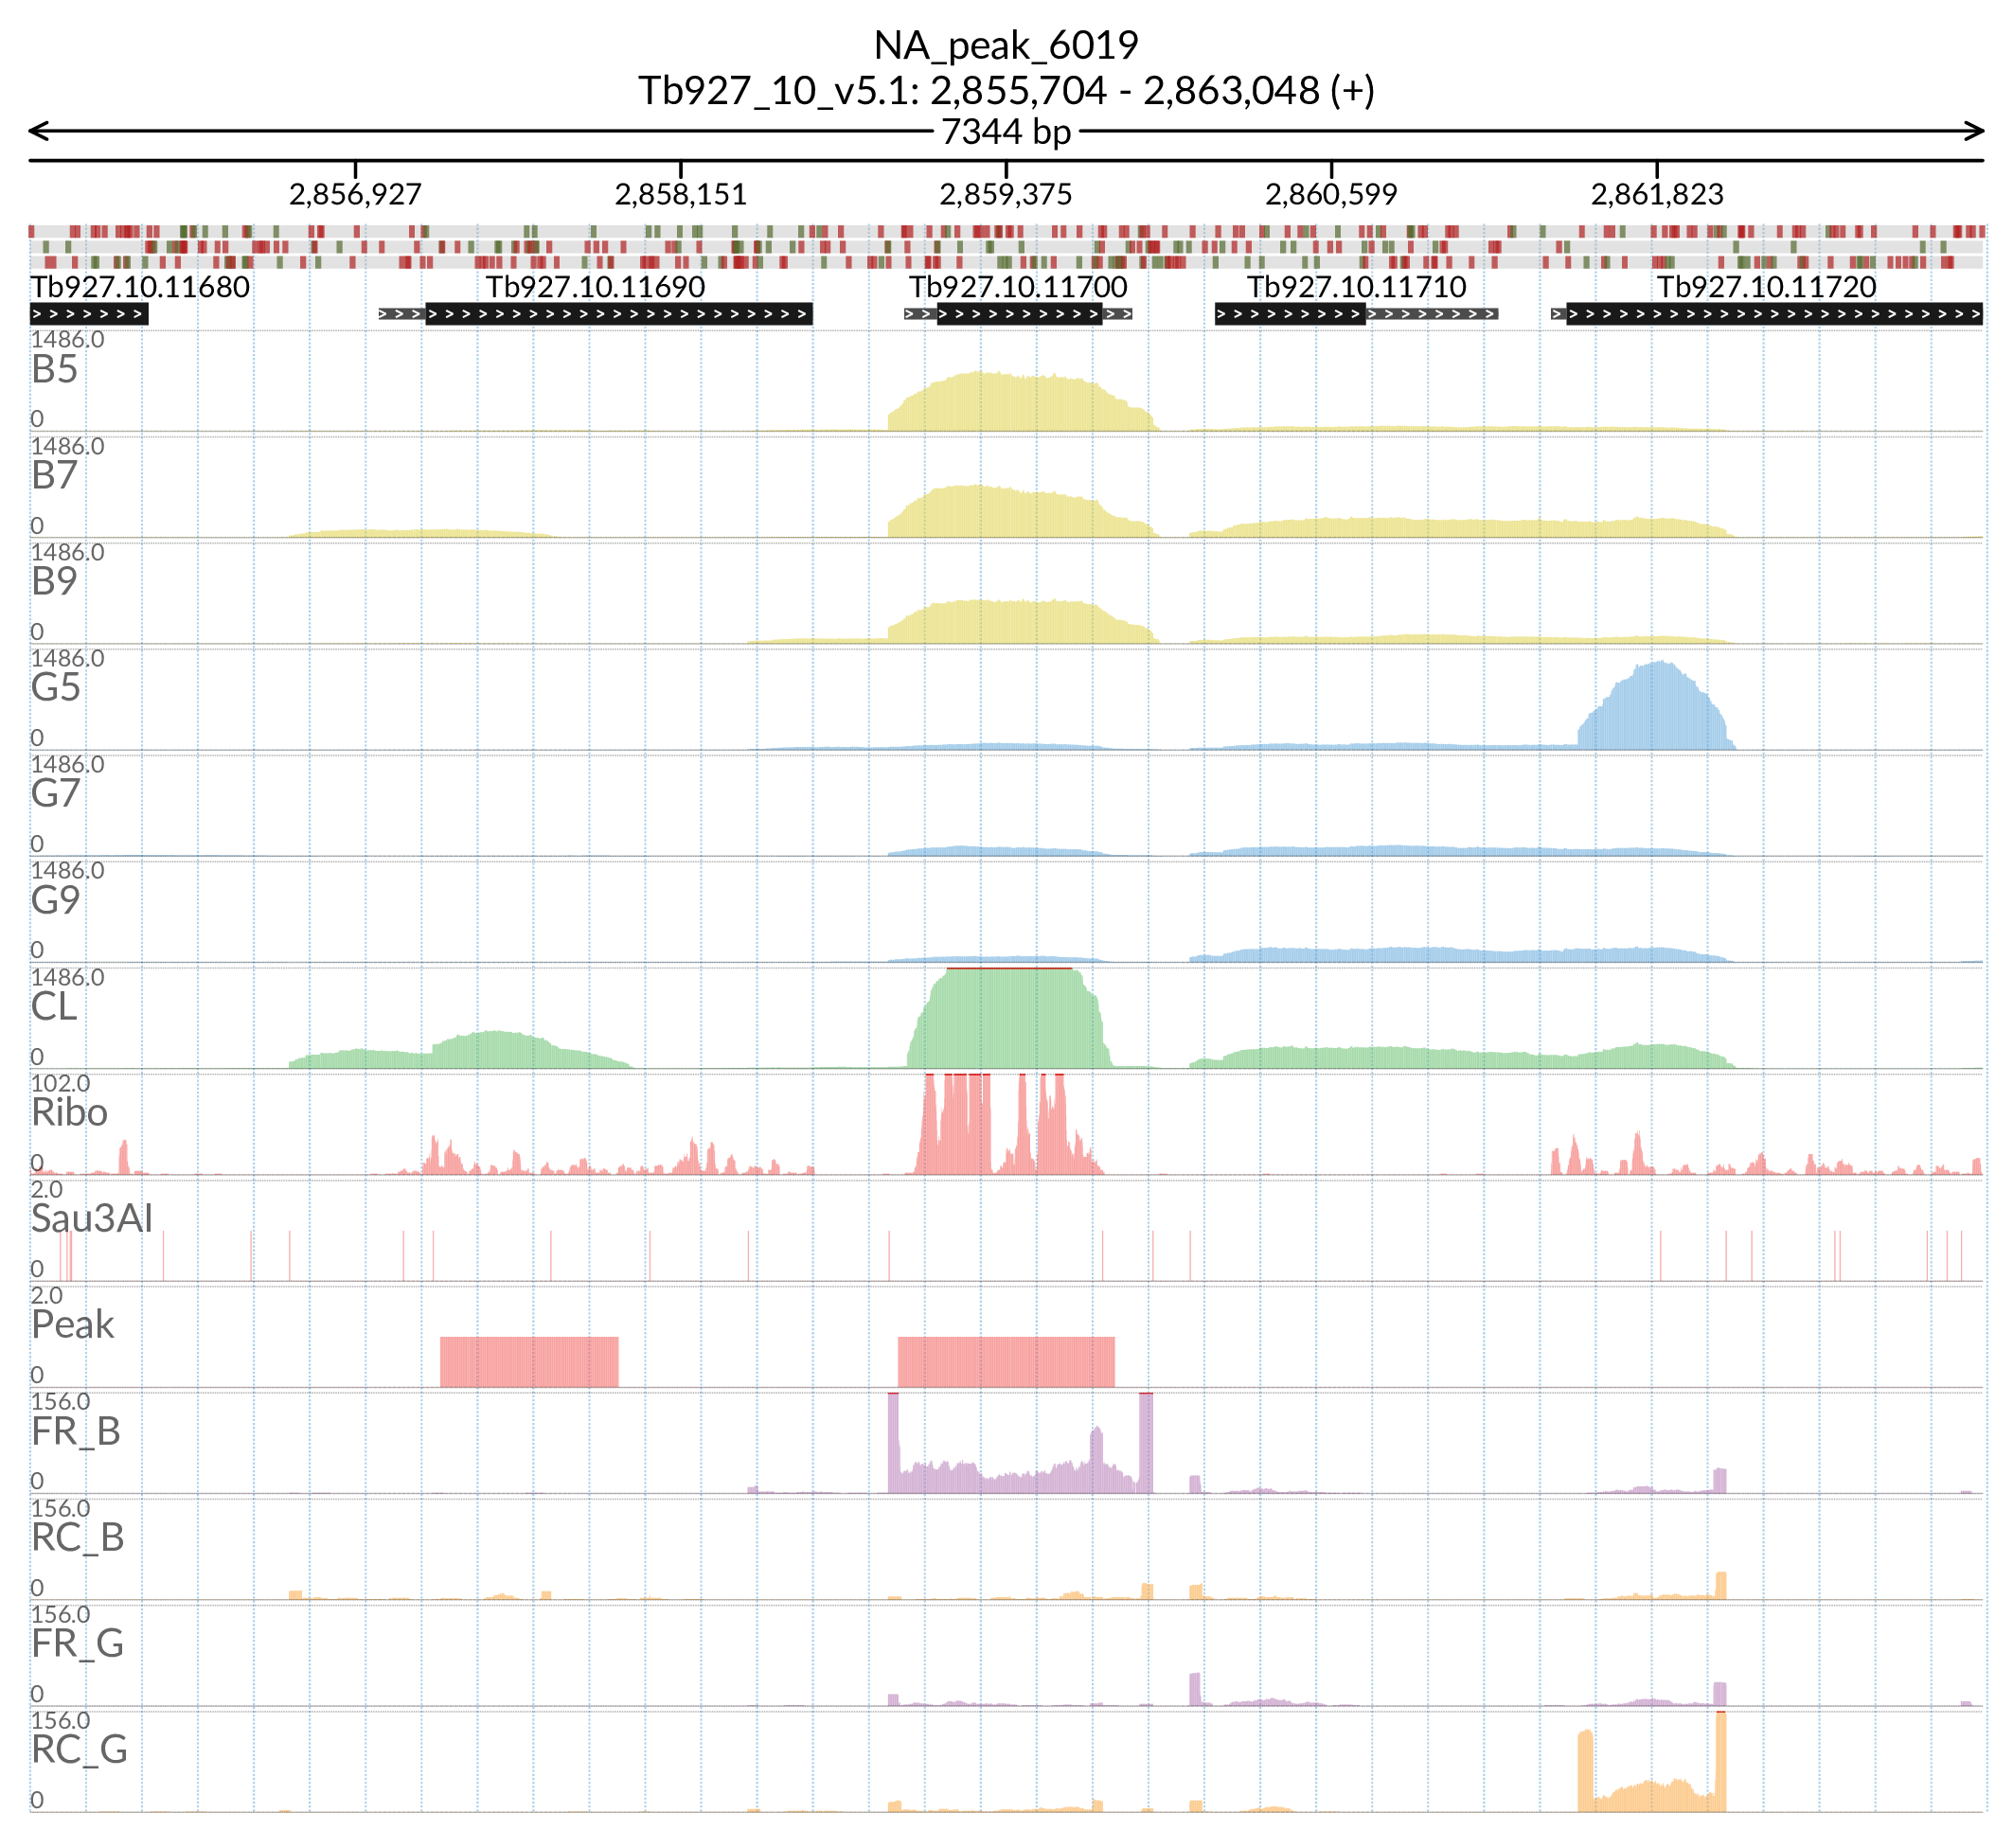 NA_peak_6019
Tb927_10_v5.1: 2,855,704 - 2,863,048 (+)
7344 bp
2,856,927 2,858,151 2,859,375 2,860,599 2,861,823
Tb927.10.11680 Tb927.10.11690 Tb927.10.11700 Tb927.10.11710 Tb927.10.11720
1486.0
B5
0
1486.0
B7
0
1486.0
B9
0
1486.0
G5
0
1486.0
G7
0
1486.0
G9
0
1486.0
CL
0
102.0
Ribo
0
2.0
Sau3AI
0
2.0
Peak
0
156.0
FR_B
0
156.0
RC_B
0
156.0
FR_G
0
156.0
RC_G
0